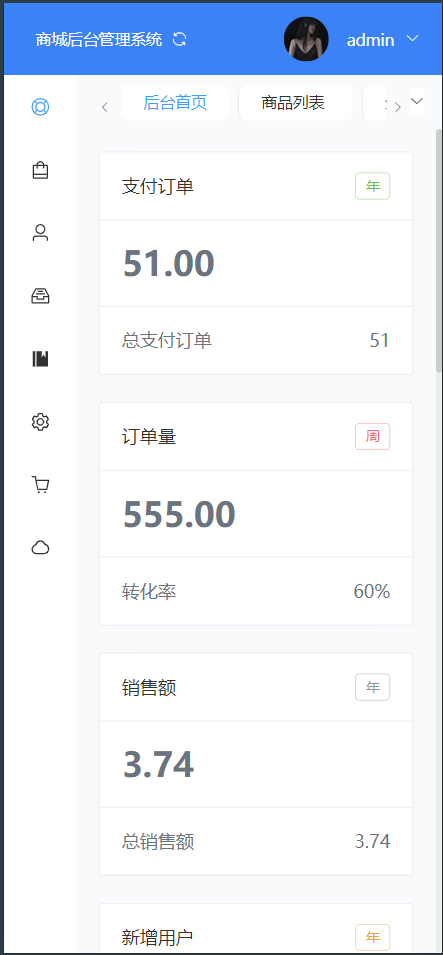 商城后台管理系统
admin
后台首页
商品列表
支付订单
年
51.00
总支付订单
51
订单量
周
555.00
转化率
60%
销售额
年
3.74
总销售额
3.74
新增用户
年